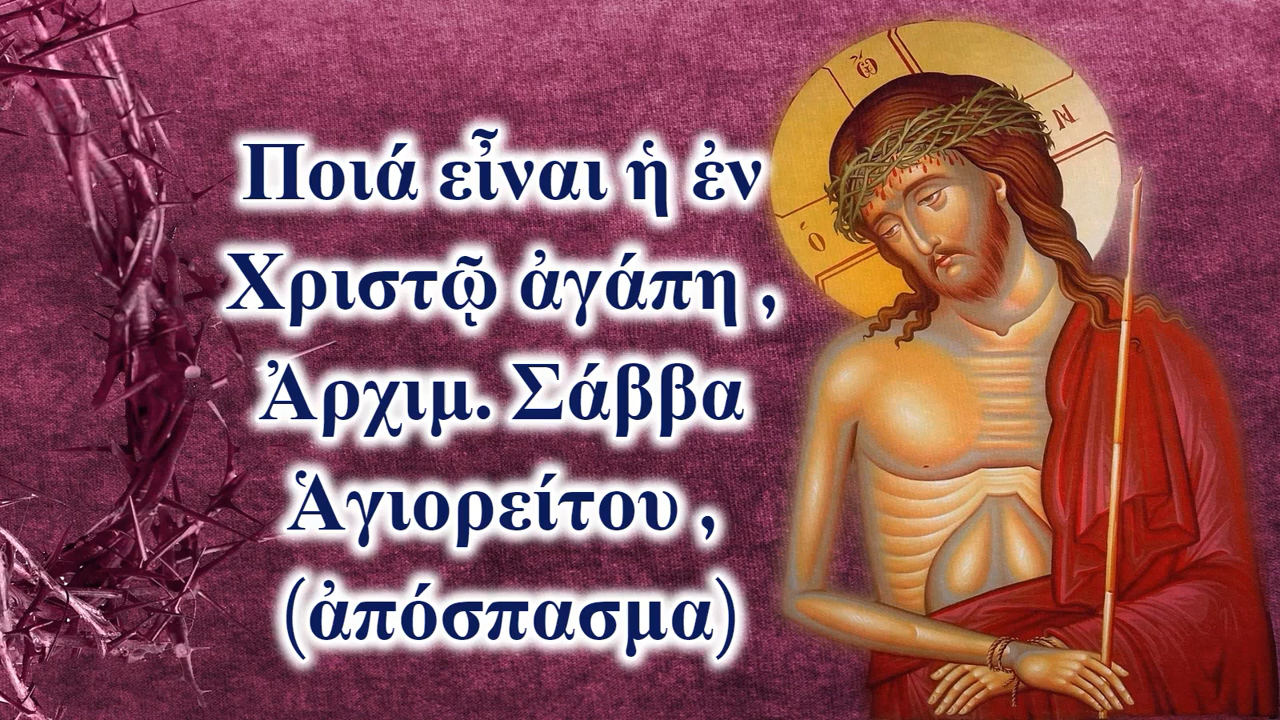 Ποιά εἶναι ἡ ἐν
Χριστῷ ἀγάπη ,
Ἀρχιμ. Σάββα
Ἁγιορείτου ,
(ἀπόσπασμα)
ὁ
ὤ
Ν